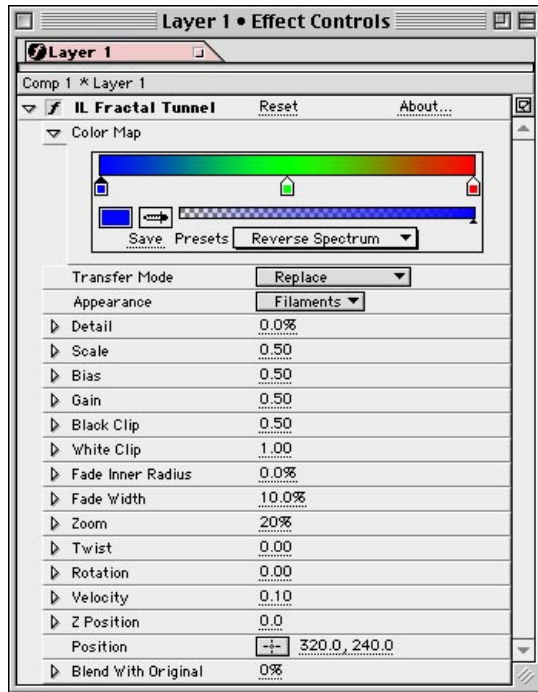 Layer 1 • Effect Controls
Layer 1
Comp 1 * Layer 1
IL Fractal Tunnel Reset About...
Color Map
Save Presets Reverse Spectrum
Transfer Mode Replace
Appearance Filaments
Detail 0.0%
Scale 0.50
Bias 0.50
Gain 0.50
Black Clip 0.50
White Clip 1.00
Fade Inner Radius 0.0%
Fade Width 10.0%
Zoom 20%
Twist 0.00
Rotation 0.00
Velocity 0.10
Z Position 0.0
Position 320.0, 240.0
Blend With Original 0%